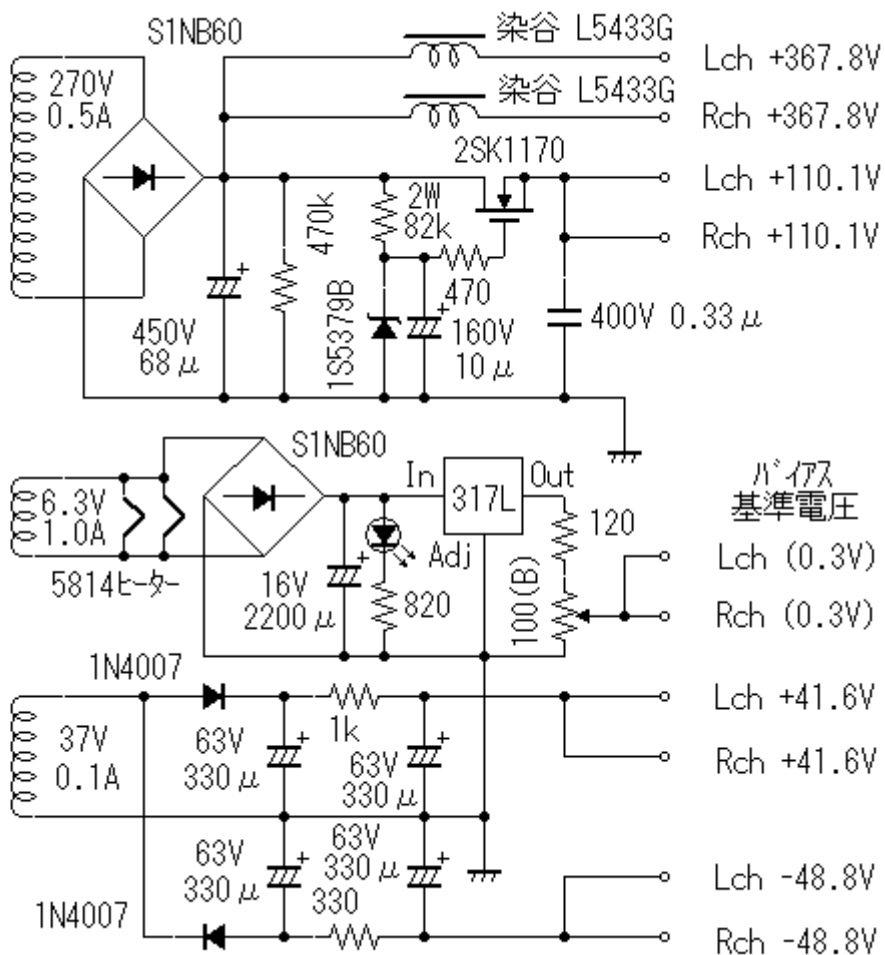 S1NB60
染谷 L5433G
270V
0.5A
Lch +367.8V
染谷 L5433G
Rch +367.8V
2SK1170
Lch +110.1V
2W
82k
470k
Rch +110.1V
470
+
+
450V
68μ
1S5379B
160V
10μ
400V 0.33μ
S1NB60
6.3V
1.0A
In
317L
Out
バイアス
基準電圧
120
Adj
Lch (0.3V)
5814ヒーター
+
16V
2200μ
820
100(B)
Rch (0.3V)
1N4007
Lch +41.6V
1k
37V
0.1A
63V
330μ
+
63V
330μ
+
Rch +41.6V
63V
330μ
+
63V
330μ
+
330
Lch -48.8V
1N4007
Rch -48.8V